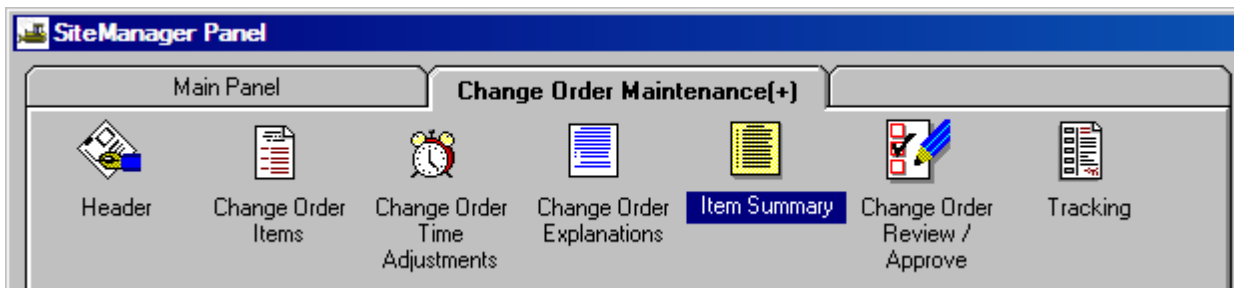 SiteManager Panel
Main Panel
Change Order Maintenance(+)
Header
Change Order
Items
Change Order
Time
Adjustments
Change Order
Explanations
Item Summary
Change Order
Review /
Approve
Tracking